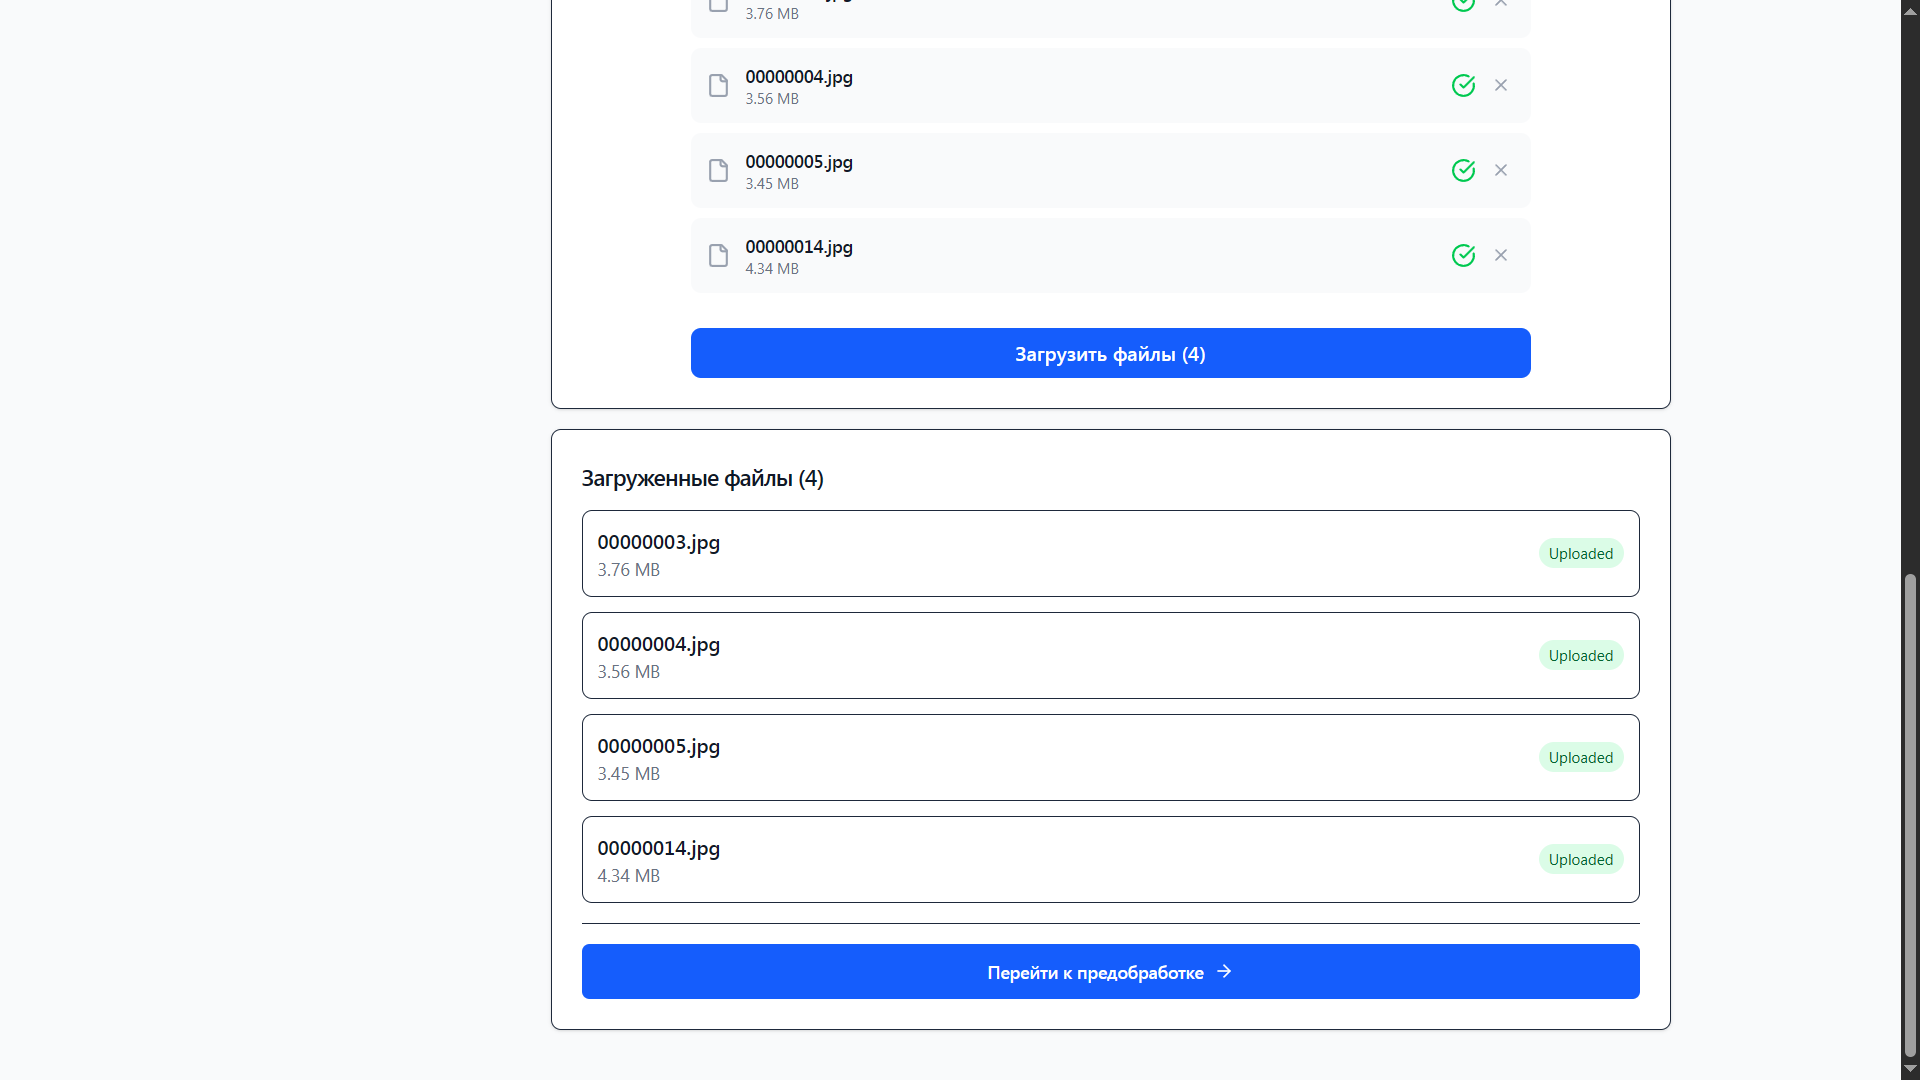 3.76 MB
00000004.jpg
3.56 MB
00000005.jpg
3.45 MB
00000014.jpg
4.34 MB
Загрузить файлы (4)
Загруженные файлы (4)
00000003.jpg
3.76 MB
Uploaded
00000004.jpg
3.56 MB
Uploaded
00000005.jpg
3.45 MB
Uploaded
00000014.jpg
4.34 MB
Uploaded
Перейти к предобработке